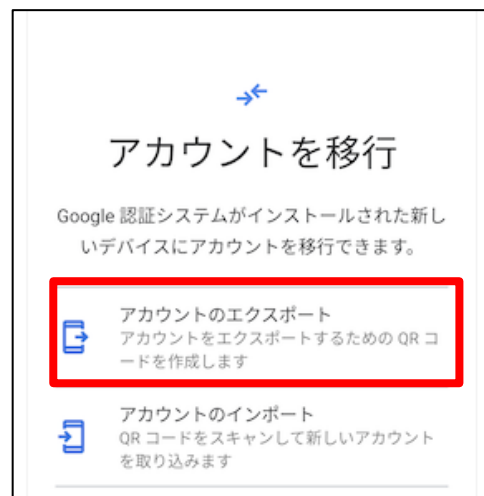 アカウントを移行
Google 認証システムがインストールされた新し
いデバイスにアカウントを移行できます。
アカウントのエクスポート
アカウントをエクスポートするための QR コ
ードを作成します
アカウントのインポート
QR コードをスキャンして新しいアカウント
を取り込みます